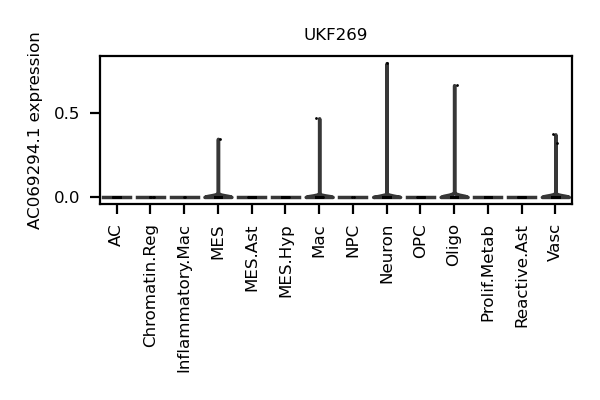 UKF269
AC069294.1 expression
0.5
0.0
AC
Chromatin.Reg
Inflammatory.Mac
MES
MES.Ast
MES.Hyp
Mac
NPC
Neuron
OPC
Oligo
Prolif.Metab
Reactive.Ast
Vasc